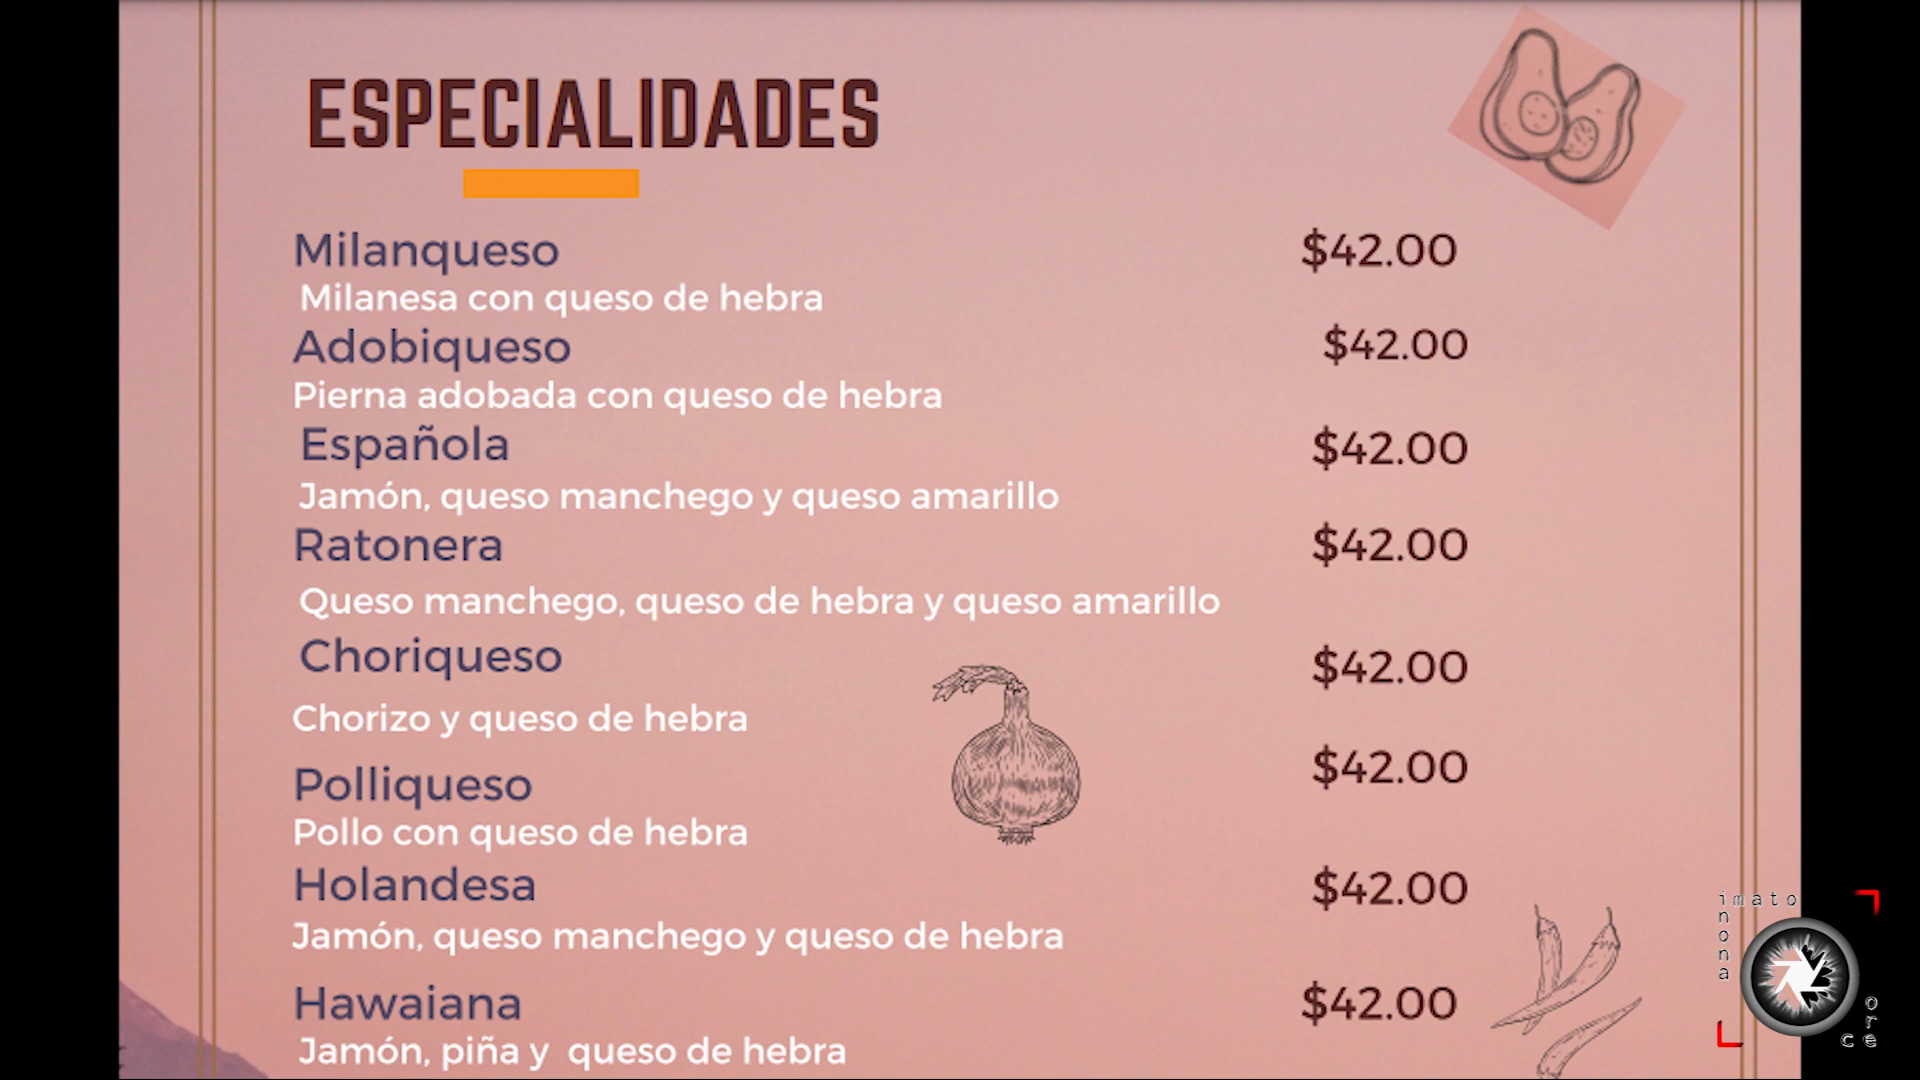 ESPECIALIDADES
Milanqueso $42.00
Milanesa con queso de hebra
Adobiqueso $42.00
Pierna adobada con queso de hebra
Española $42.00
Jamón, queso manchego y queso amarillo
Ratonera $42.00
Queso manchego, queso de hebra y queso amarillo
Choriqueso $42.00
Chorizo y queso de hebra
Polliqueso $42.00
Pollo con queso de hebra
Holandesa $42.00
Jamón, queso manchego y queso de hebra
Hawaiana $42.00
Jamón, piña y  queso de hebra
imato